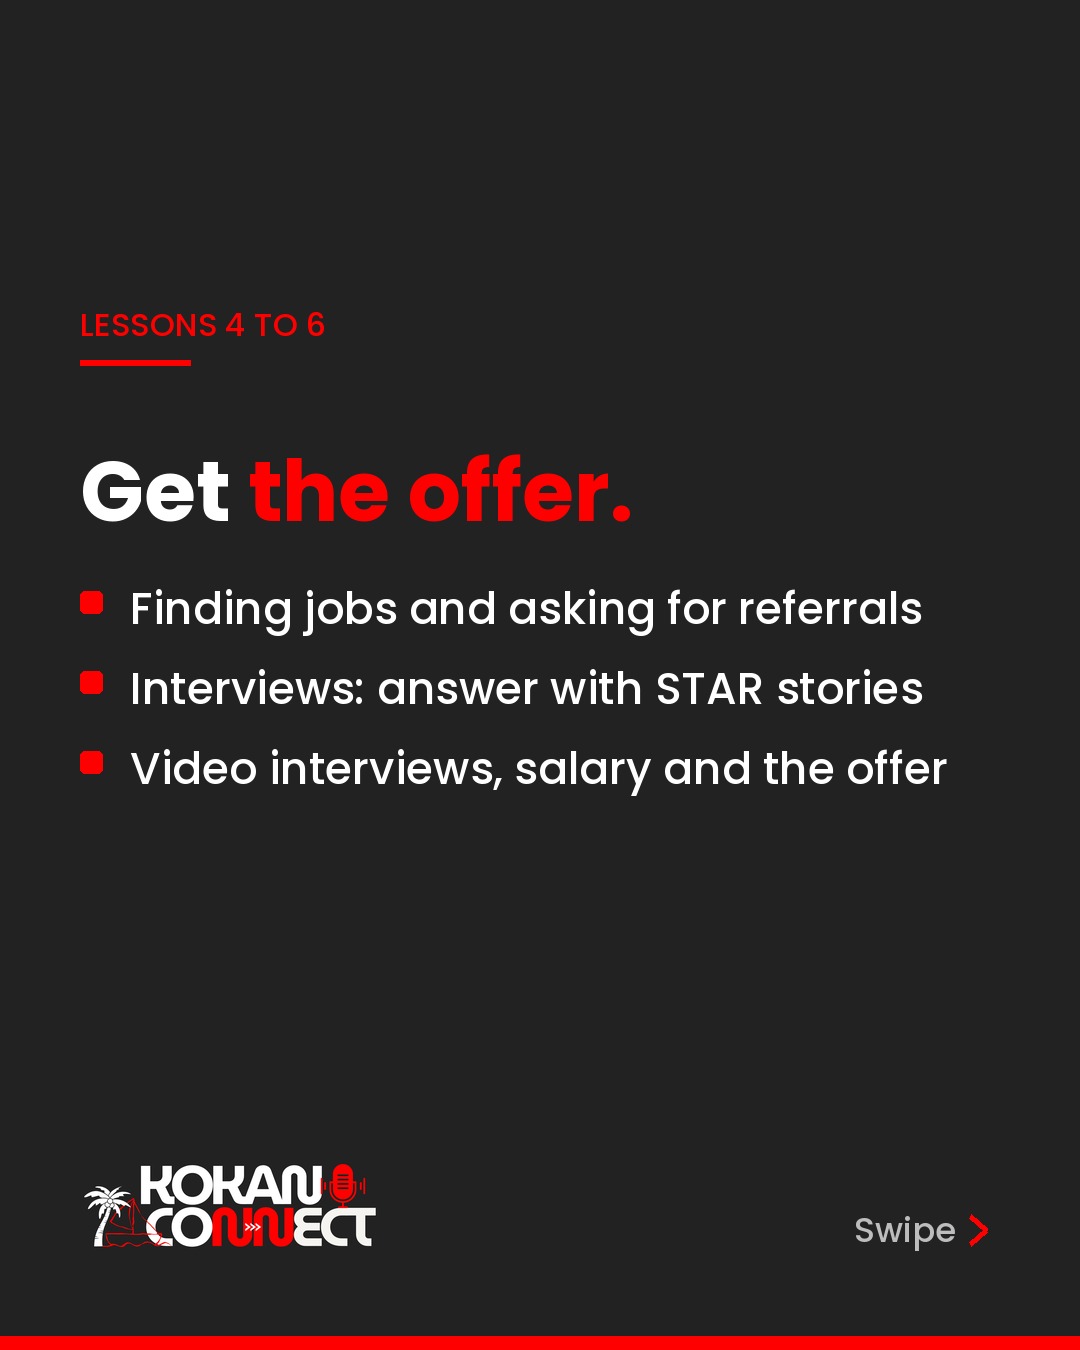 LESSONS 4 TO 6
Get the offer.
Finding jobs and asking for referrals
Interviews: answer with STAR stories
Video interviews, salary and the offer
KOKAN
CONNECT
Swipe